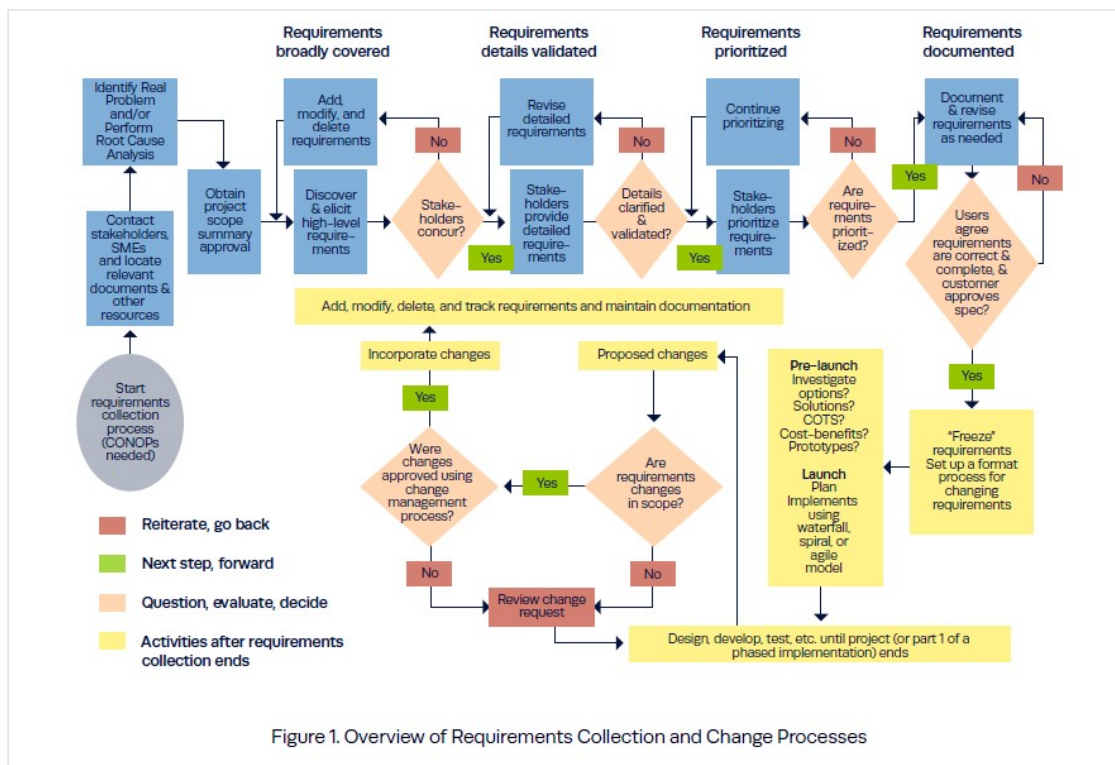 Requirements
broadly covered
Requirements
details validated
Requirements
prioritized
Requirements
documented
Identify Real
Problem
and/or
Perform
Root Cause
Analysis
Add,
modify, and
delete
requirements
Revise
detailed
requirements
Continue
prioritizing
Document
& revise
requirements
as needed
No
No
No
No
Yes
Contact
stakeholders,
SMEs
and locate
relevant
documents &
other
resources
Obtain
project
scope
summary
approval
Discover
& elicit
high-level
require-
ments
Stake-
holders
concur?
Yes
Stake-
holders
provide
detailed
require-
ments
Details
clarified
&
validated?
Yes
Stake-
holders
prioritize
require-
ments
Are
require-
ments
priorit-
ized?
Users
agree
requirements
are correct &
complete, &
customer
approves
spec?
Add, modify, delete, and track requirements and maintain documentation
Incorporate changes
Proposed changes
Yes
Yes
Start
requirements
collection
process
(CONOPs
needed)
Were
changes
approved using
change
management
process?
Yes
Are
requirements
changes
in scope?
Pre-launch
Investigate
options?
Solutions?
COTS?
Cost-benefits?
Prototypes?
Launch
Plan
Implements
using
waterfall,
spiral, or
agile
model
"Freeze"
requirements
Set up a format
process for
changing
requirements
No
No
Review change
request
Design, develop, test, etc. until project (or part 1 of a
phased implementation) ends
Reiterate, go back
Next step, forward
Question, evaluate, decide
Activities after requirements
collection ends
Figure 1. Overview of Requirements Collection and Change Processes